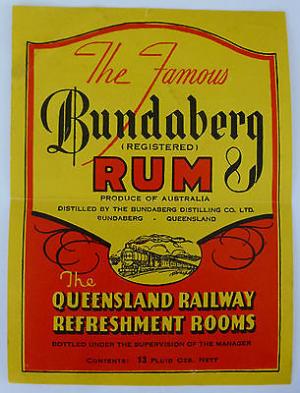 The Famous
Bundaberg
(REGISTERED)
RUM
PRODUCE OF AUSTRALIA
DISTILLED BY THE BUNDABERG DISTILLING CO. LTD.
BUNDABERG QUEENSLAND
The
QUEENSLAND RAILWAY
REFRESHMENT ROOMS
BOTTLED UNDER THE SUPERVISION OF THE MANAGER
CONTENTS: 13 FLUID OZS. NETT